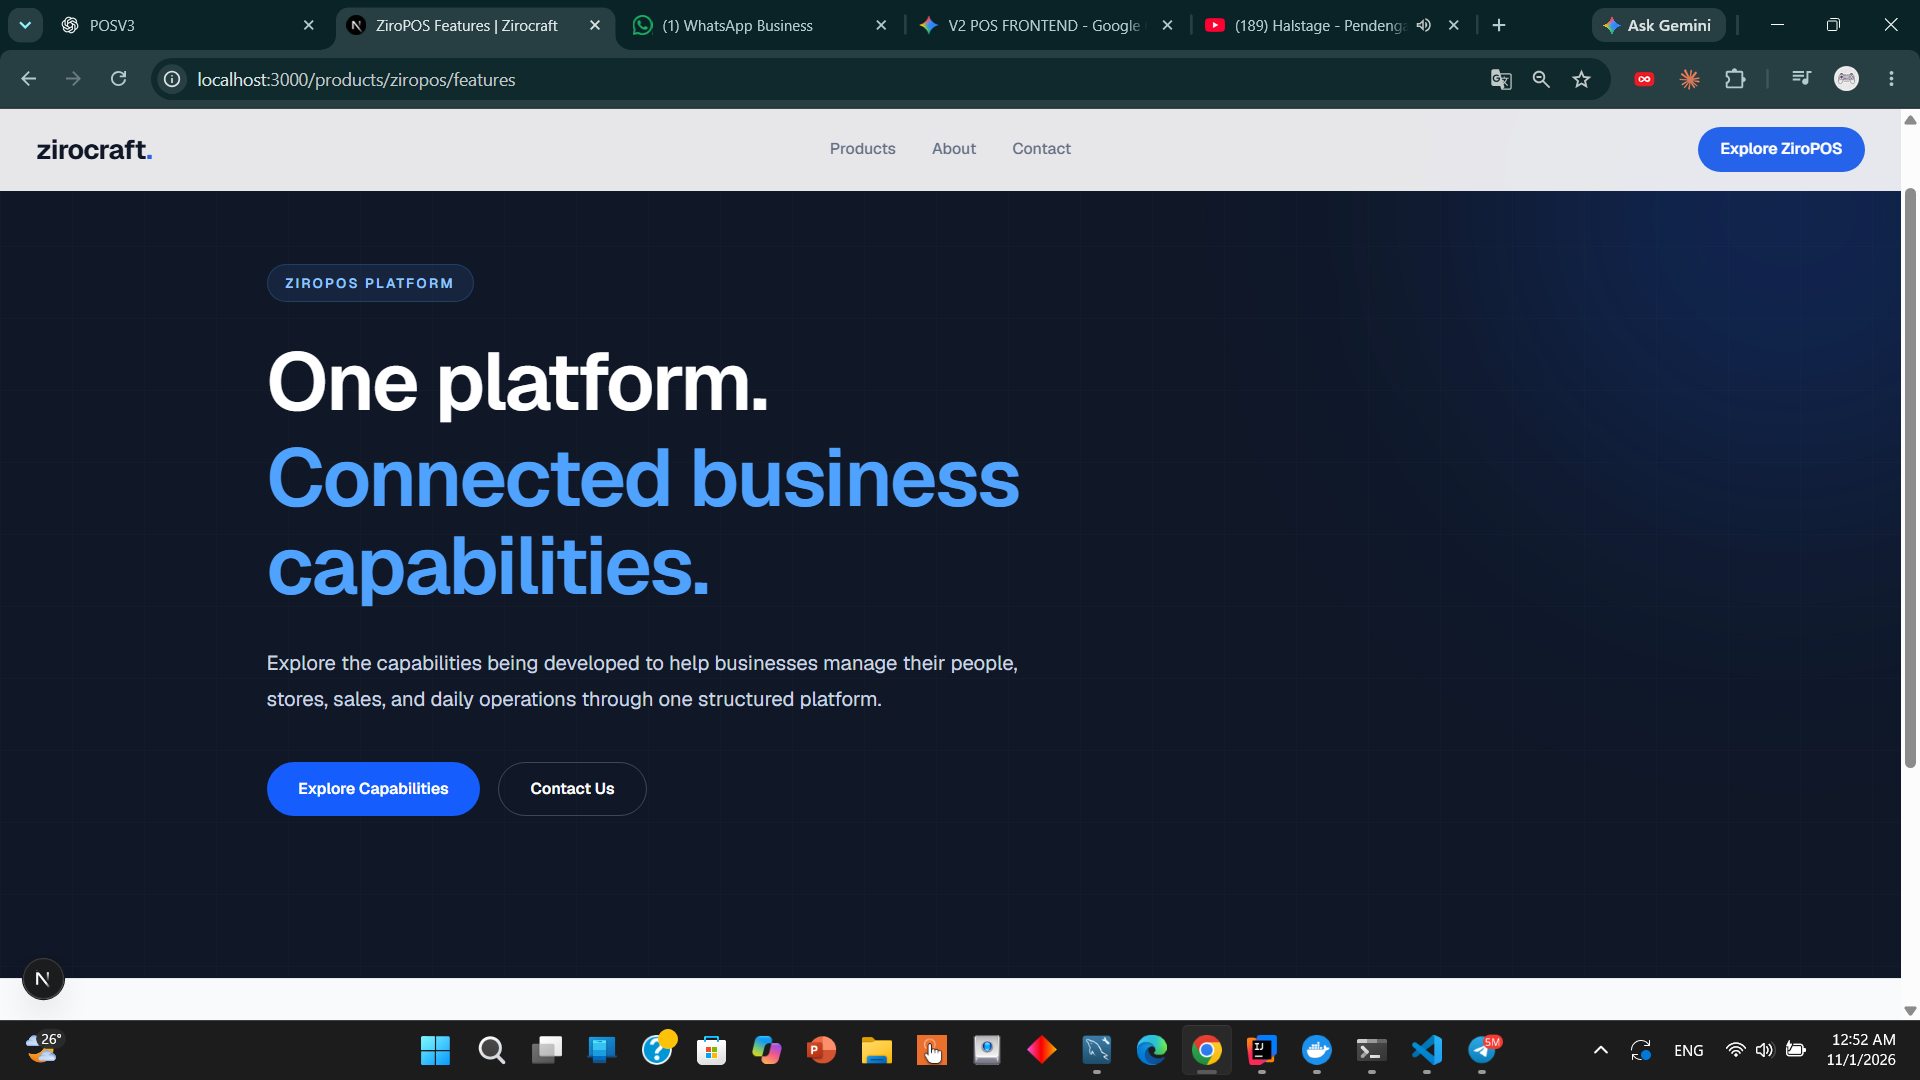 POSV3
ZiroPOS Features | Zirocraft
(1) WhatsApp Business
V2 POS FRONTEND - Google
(189) Halstage - Pendenga
Ask Gemini
localhost:3000/products/ziropos/features
zirocraft.
Products
About
Contact
Explore ZiroPOS
ZIROPOS PLATFORM
One platform.
Connected business
capabilities.
Explore the capabilities being developed to help businesses manage their people,
stores, sales, and daily operations through one structured platform.
Explore Capabilities
Contact Us
N
26°
5M
ENG
12:52 AM
11/1/2026